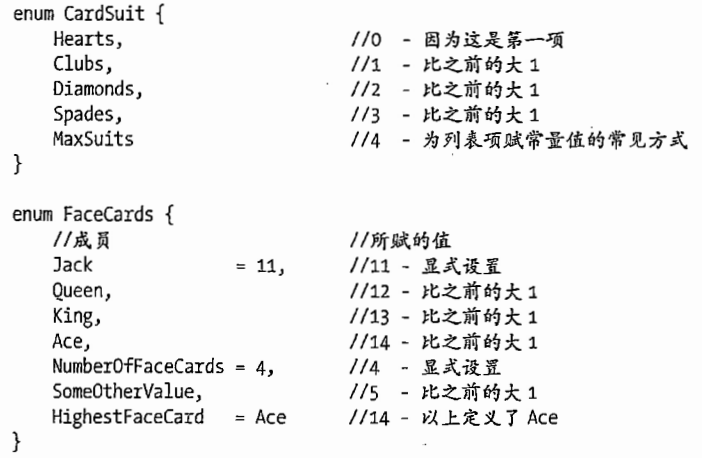 enum CardSuit {
    Hearts,                    //0  - 因为这是第一项
    Clubs,                     //1  - 比之前的大 1
    Diamonds,                  //2  - 比之前的大 1
    Spades,                    //3  - 比之前的大 1
    MaxSuits                   //4  - 为列表项赋常量值的常见方式
}
enum FaceCards {
    //成员                     //所赋的值
    Jack            = 11,      //11 - 显式设置
    Queen,                     //12 - 比之前的大 1
    King,                      //13 - 比之前的大 1
    Ace,                       //14 - 比之前的大 1
    NumberOfFaceCards = 4,     //4  - 显式设置
    SomeOtherValue,            //5  - 比之前的大 1
    HighestFaceCard   = Ace    //14 - 以上定义了 Ace
}